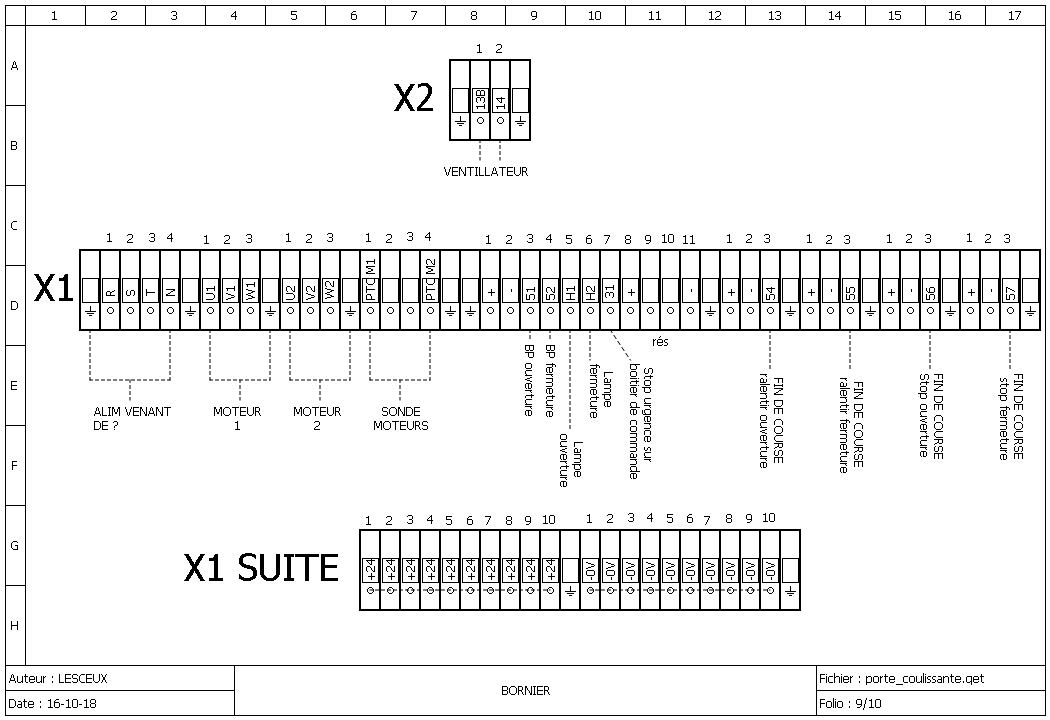 1 2 3 4 5 6 7 8 9 10 11 12 13 14 15 16 17
A
B
C
D
E
F
G
H
1 2
X2
13B 14
VENTILLATEUR
1 2 3 4 1 2 3 1 2 3 1 2 3 4 1 2 3 4 5 6 7 8 9 10 11 1 2 3 1 2 3 1 2 3 1 2 3
X1
R S T N U1 V1 W1 U2 V2 W2 PTC M1 PTC M2 + - 51 52 H1 H2 31 + - + - 54 + - 55 + - 56 + - 57
rés
ALIM VENANT
DE ?
MOTEUR
1
MOTEUR
2
SONDE
MOTEURS
BP ouverture
BP fermeture
Lampe
ouverture
Lampe
fermeture
Stop urgence sur
boitier de commande
FIN DE COURSE
ralentir ouverture
FIN DE COURSE
ralentir fermeture
FIN DE COURSE
Stop ouverture
FIN DE COURSE
stop fermeture
1 2 3 4 5 6 7 8 9 10 1 2 3 4 5 6 7 8 9 10
X1 SUITE
+24 +24 +24 +24 +24 +24 +24 +24 +24 +24 -0V -0V -0V -0V -0V -0V -0V -0V -0V -0V
Auteur : LESCEUX
Date : 16-10-18
BORNIER
Fichier : porte_coulissante.qet
Folio : 9/10